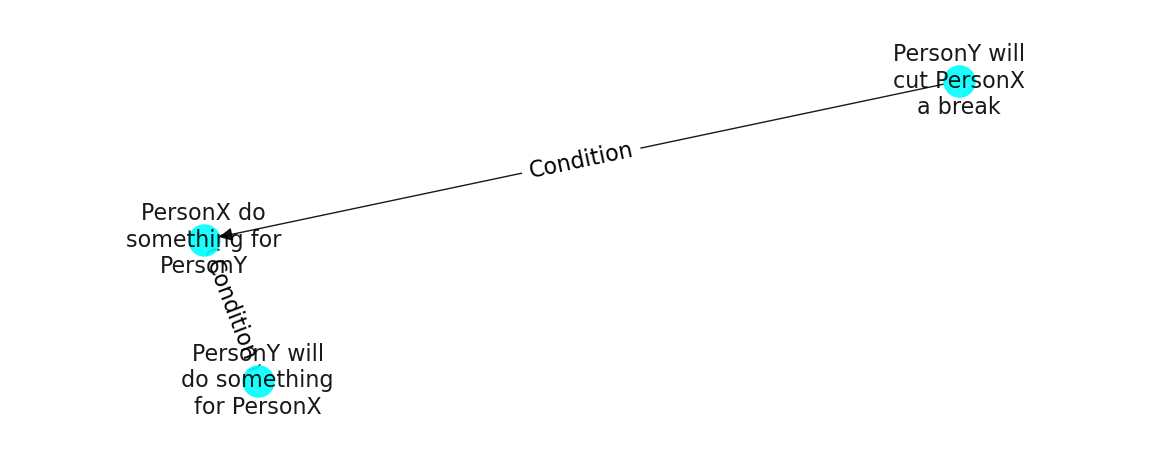 PersonY will
cut PersonX
a break
Condition
PersonX do
something for
PersonY
Condition
PersonY will
do something
for PersonX